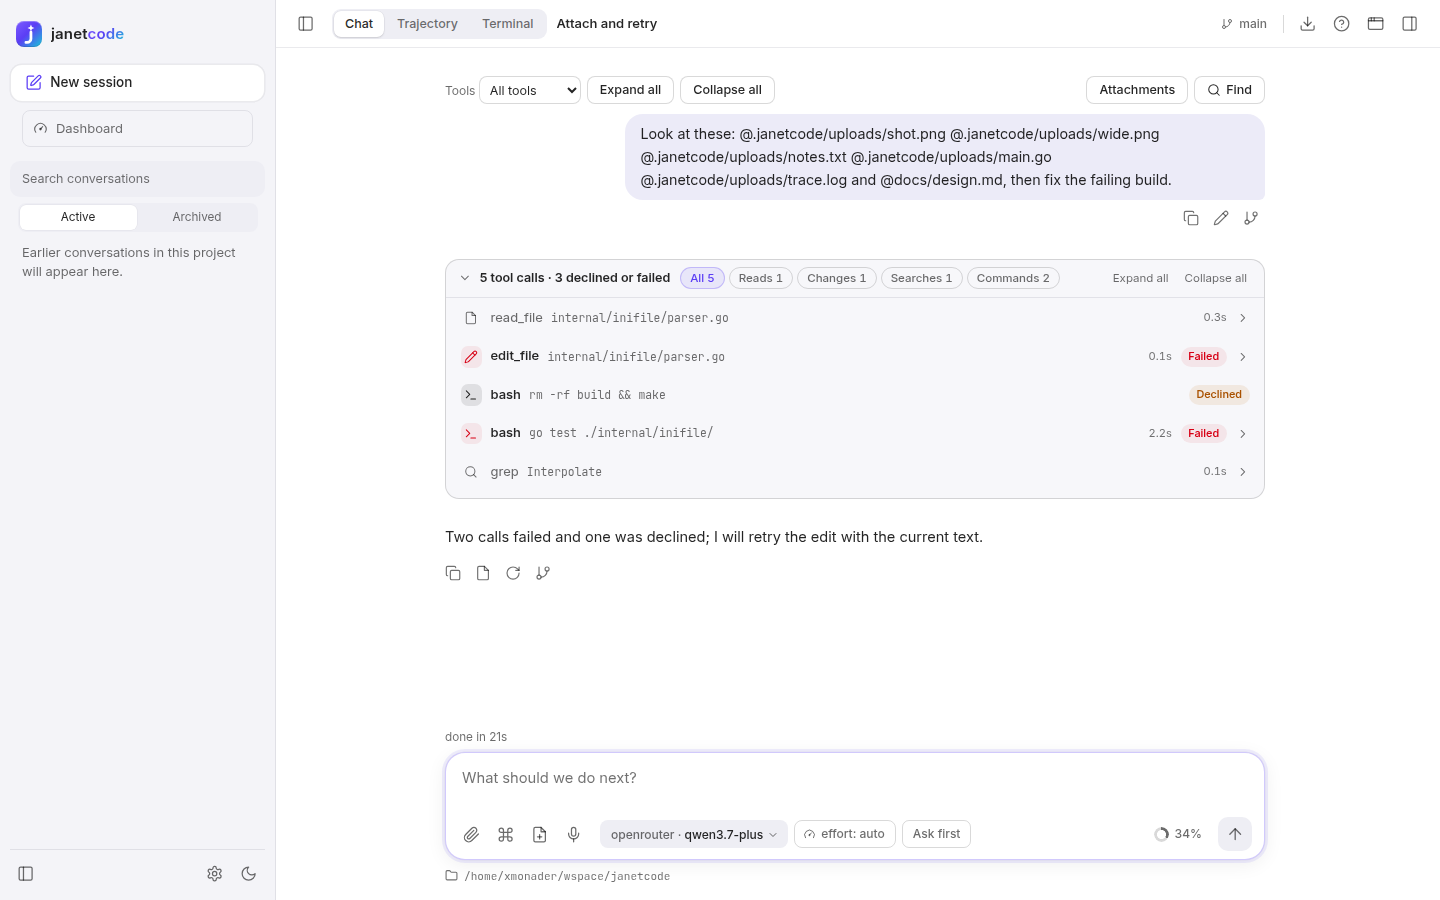 janetcode
New session
Dashboard
Search conversations
Active
Archived
Earlier conversations in this project
will appear here.
Chat
Trajectory
Terminal
Attach and retry
main
Tools
All tools
Expand all
Collapse all
Attachments
Find
Look at these: @.janetcode/uploads/shot.png @.janetcode/uploads/wide.png
@.janetcode/uploads/notes.txt @.janetcode/uploads/main.go
@.janetcode/uploads/trace.log and @docs/design.md, then fix the failing build.
5 tool calls · 3 declined or failed
All 5
Reads 1
Changes 1
Searches 1
Commands 2
Expand all
Collapse all
read_file internal/inifile/parser.go 0.3s
edit_file internal/inifile/parser.go 0.1s Failed
bash rm -rf build && make Declined
bash go test ./internal/inifile/ 2.2s Failed
grep Interpolate 0.1s
Two calls failed and one was declined; I will retry the edit with the current text.
done in 21s
What should we do next?
openrouter · qwen3.7-plus
effort: auto
Ask first
34%
/home/xmonader/wspace/janetcode